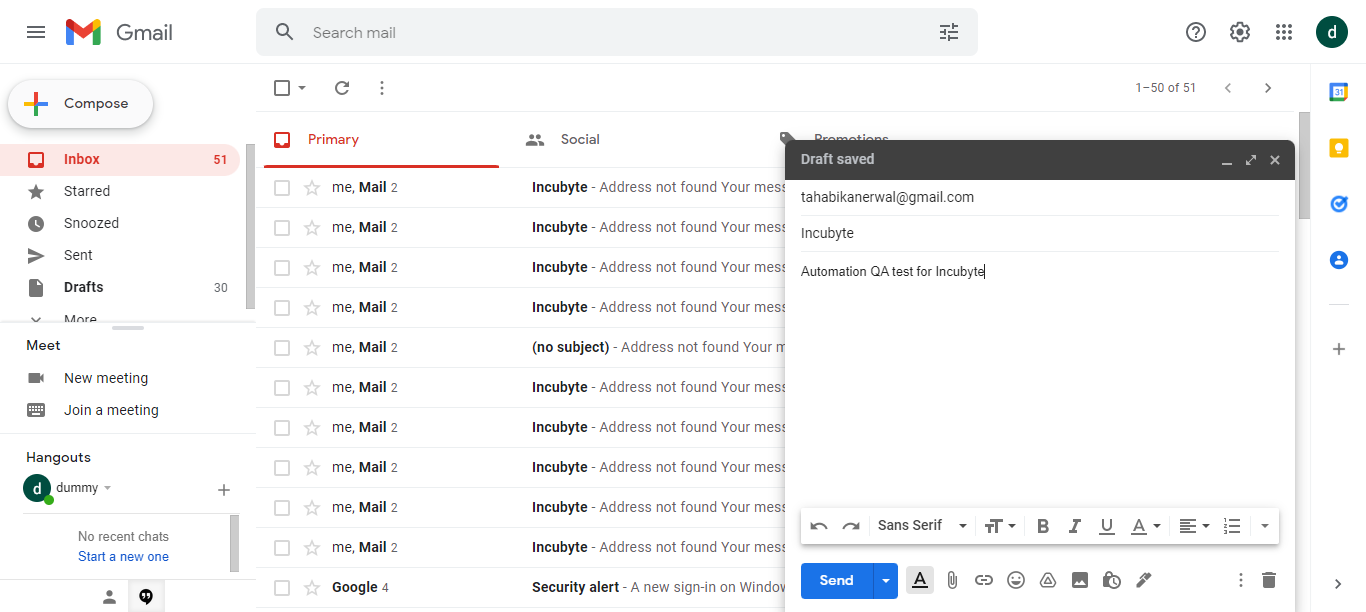 Gmail
Search mail
d
Compose
1–50 of 51
31
Primary
Social
Promotions
Inbox 51
Starred
Snoozed
Sent
Drafts 30
More
me, Mail 2 Incubyte - Address not found Your mess
me, Mail 2 Incubyte - Address not found Your mess
me, Mail 2 Incubyte - Address not found Your mess
me, Mail 2 Incubyte - Address not found Your mess
me, Mail 2 (no subject) - Address not found Your m
me, Mail 2 Incubyte - Address not found Your mess
me, Mail 2 Incubyte - Address not found Your mess
me, Mail 2 Incubyte - Address not found Your mess
me, Mail 2 Incubyte - Address not found Your mess
me, Mail 2 Incubyte - Address not found Your mess
Google 4 Security alert - A new sign-in on Window
Meet
New meeting
Join a meeting
Hangouts
d dummy
No recent chats
Start a new one
Draft saved
tahabikanerwal@gmail.com
Incubyte
Automation QA test for Incubyte
Sans Serif
Send